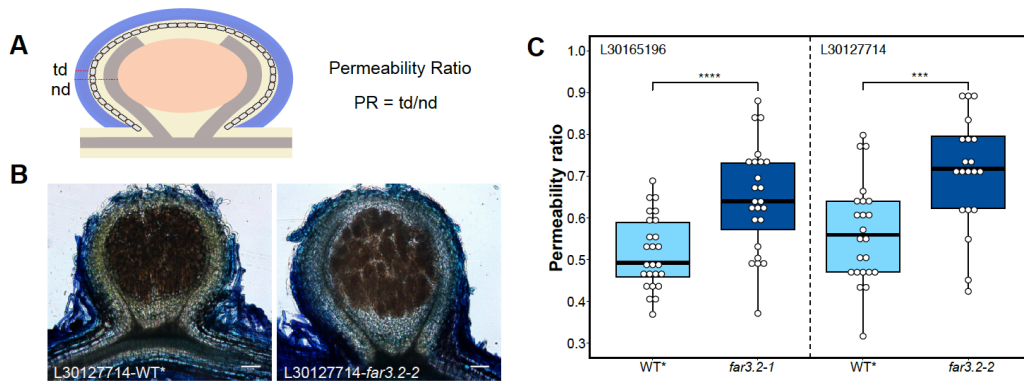 A
td
nd
Permeability Ratio
PR = td/nd
B
L30127714-WT*
L30127714-far3.2-2
C
L30165196
L30127714
****
***
Permeability ratio
1.0
0.9
0.8
0.7
0.6
0.5
0.4
0.3
WT*
far3.2-1
WT*
far3.2-2